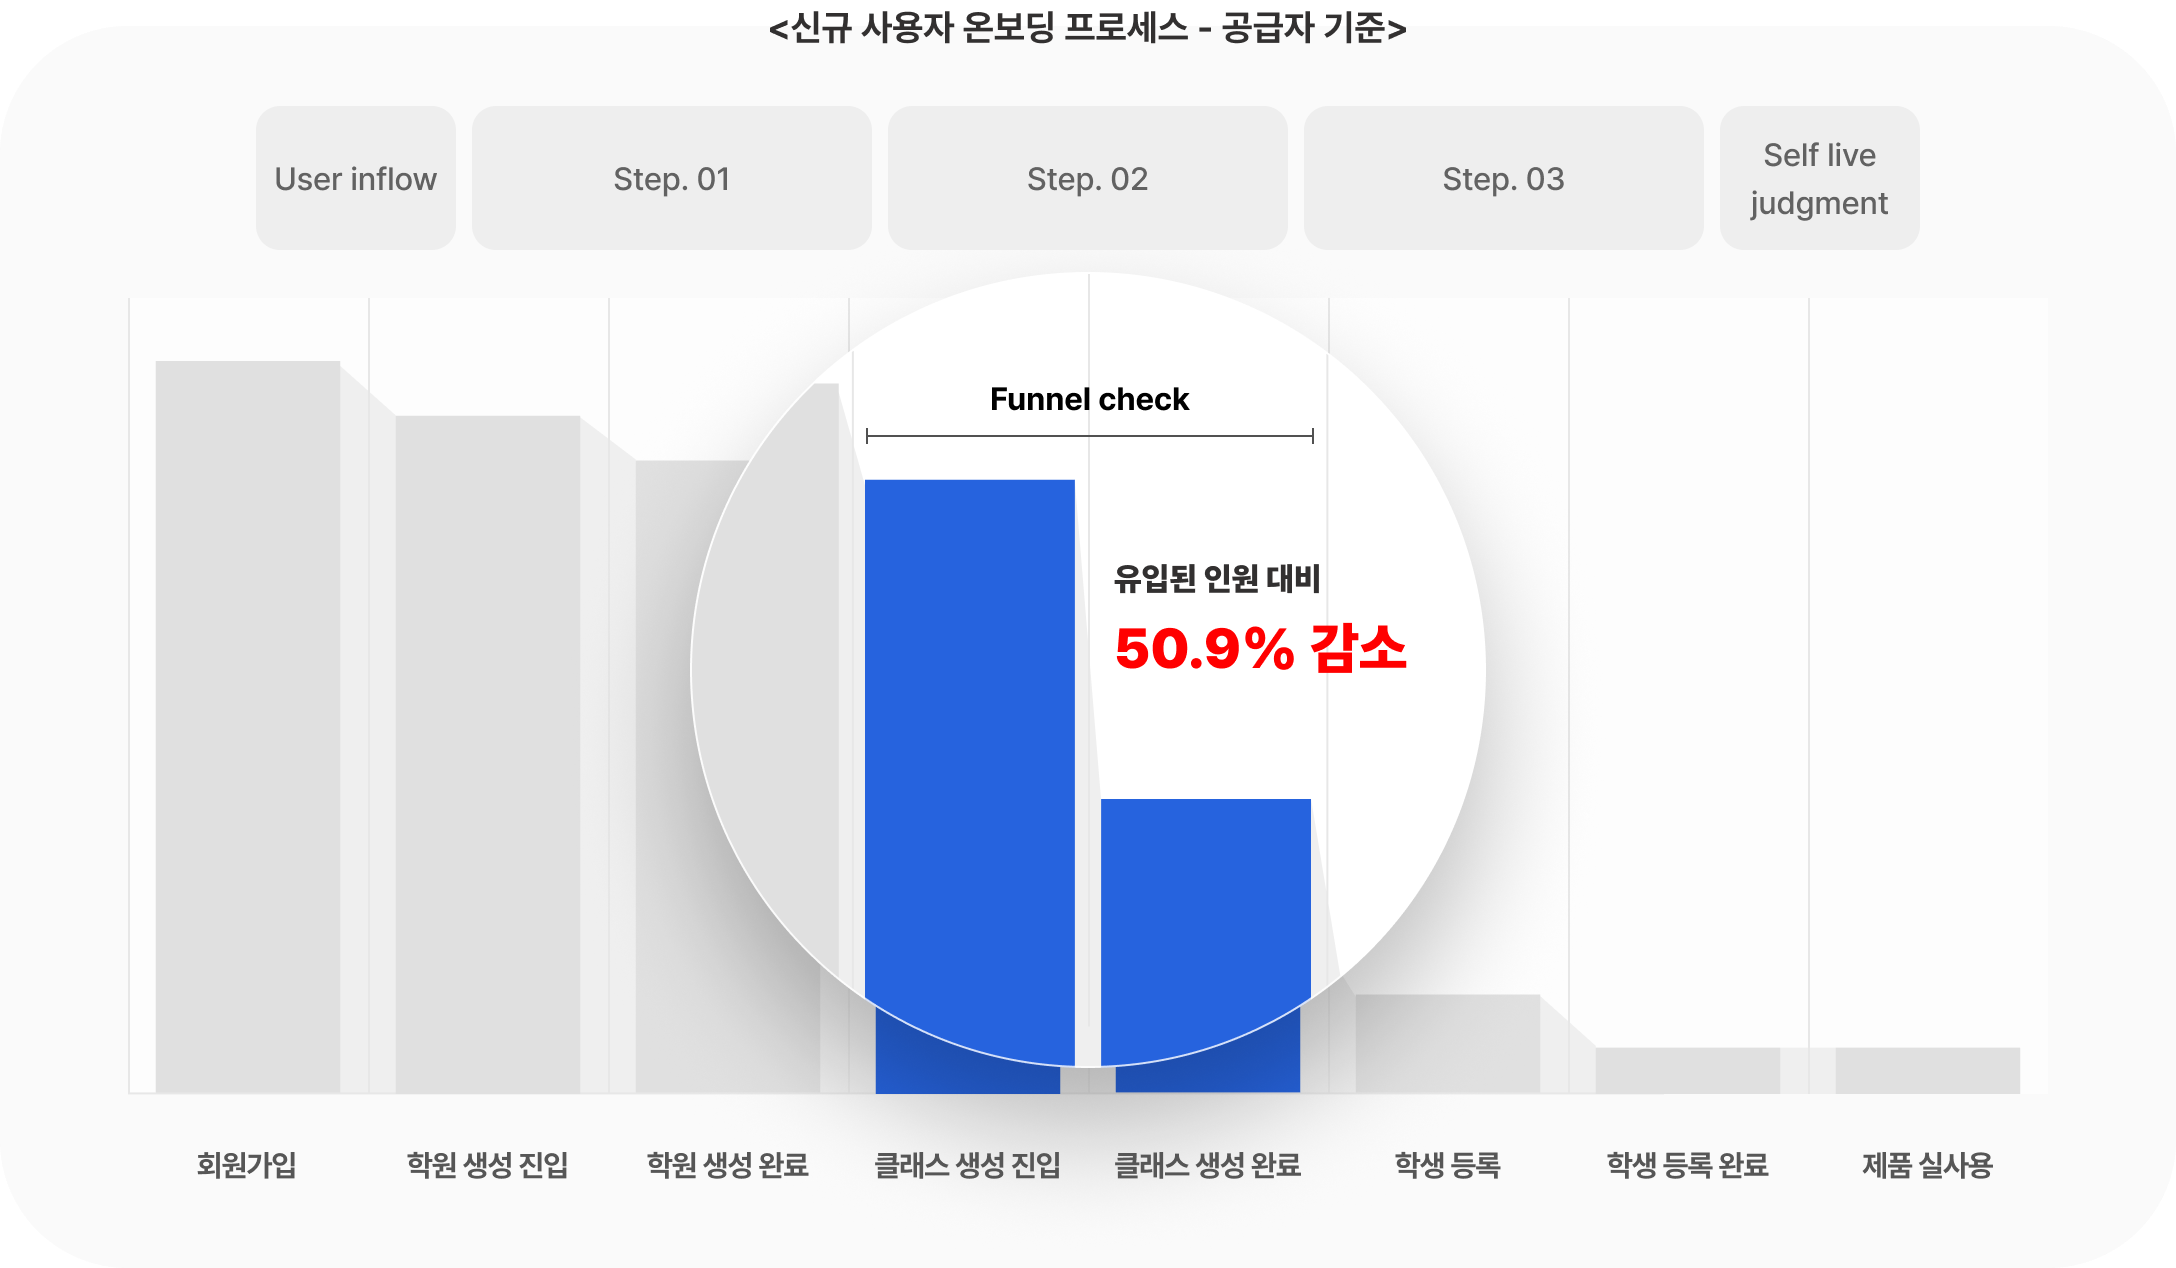 <신규 사용자 온보딩 프로세스 - 공급자 기준>
User inflow
Step. 01
Step. 02
Step. 03
Self live
judgment
Funnel check
유입된 인원 대비
50.9% 감소
회원가입
학원 생성 진입
학원 생성 완료
클래스 생성 진입
클래스 생성 완료
학생 등록
학생 등록 완료
제품 실사용